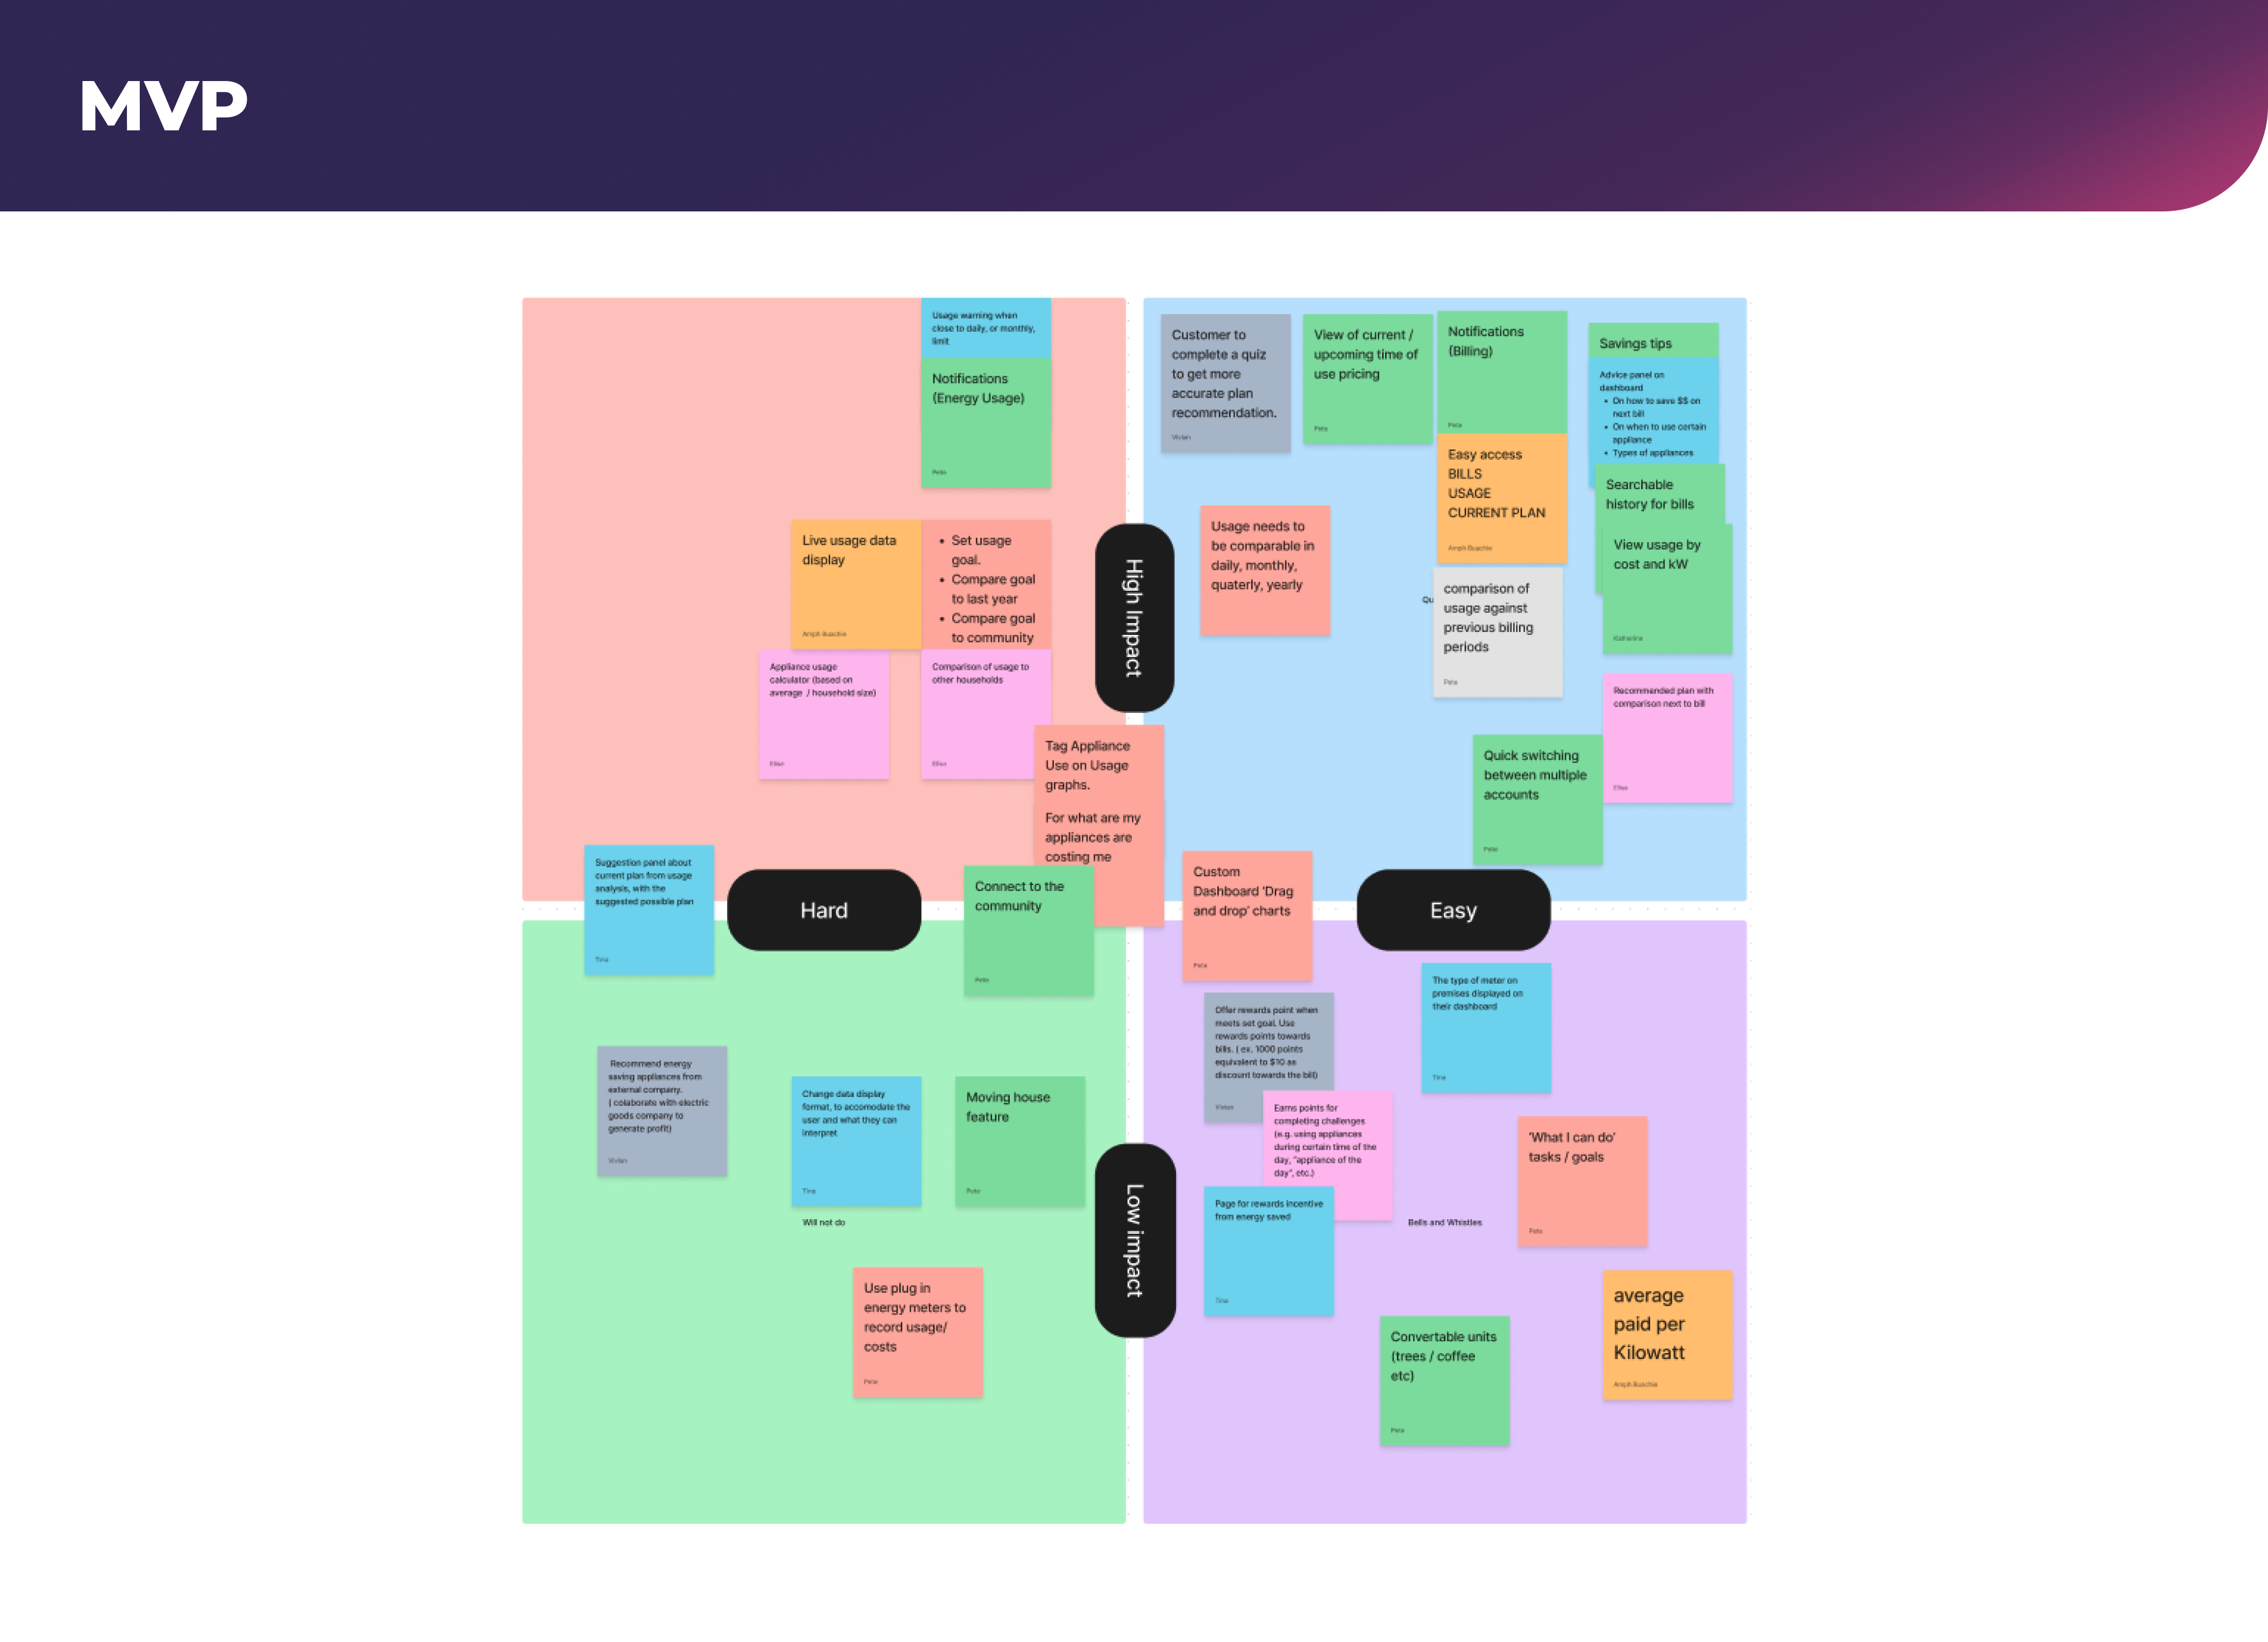 MVP
Usage warning when
close to daily, or monthly,
limit
Notifications
(Energy Usage)
Pete
Live usage data
display
Amph Buachie
• Set usage
goal.
• Compare goal
to last year
• Compare goal
to community
Appliance usage
calculator (based on
average / household size)
Elise
Comparison of usage to
other households
Elisa
Tag Appliance
Use on Usage
graphs.
For what are my
appliances are
costing me
High Impact
Customer to
complete a quiz
to get more
accurate plan
recommendation.
Vivian
View of current /
upcoming time of
use pricing
Pete
Notifications
(Billing)
Pete
Easy access
BILLS
USAGE
CURRENT PLAN
Amph Buachie
Savings tips
Advice panel on
dashboard
• On how to save $$ on
next bill
• On when to use certain
appliance
• Types of appliances
Searchable
history for bills
View usage by
cost and kW
Katherine
Usage needs to
be comparable in
daily, monthly,
quaterly, yearly
Qu
comparison of
usage against
previous billing
periods
Pete
Recommended plan with
comparison next to bill
Elisa
Quick switching
between multiple
accounts
Pete
Suggestion panel about
current plan from usage
analysis, with the
suggested possible plan
Tina
Hard
Connect to the
community
Pete
Custom
Dashboard ‘Drag
and drop’ charts
Pete
Easy
Recommend energy
saving appliances from
external company.
( colaborate with electric
goods company to
generate profit)
Vivian
Change data display
format, to accomodate the
user and what they can
interpret
Tina
Moving house
feature
Pete
Will not do
Use plug in
energy meters to
record usage/
costs
Pete
Low impact
Offer rewards point when
meets set goal. Use
rewards points towards
bills. ( ex. 1000 points
equivalent to $10 as
discount towards the bill)
Vivian
Earns points for
completing challenges
(e.g. using appliances
during certain time of the
day, "appliance of the
day", etc.)
Page for rewards incentive
from energy saved
Tina
The type of meter on
premises displayed on
their dashboard
Tina
‘What I can do’
tasks / goals
Pete
Bells and Whistles
Convertable units
(trees / coffee
etc)
Pete
average
paid per
Kilowatt
Amph Buachie